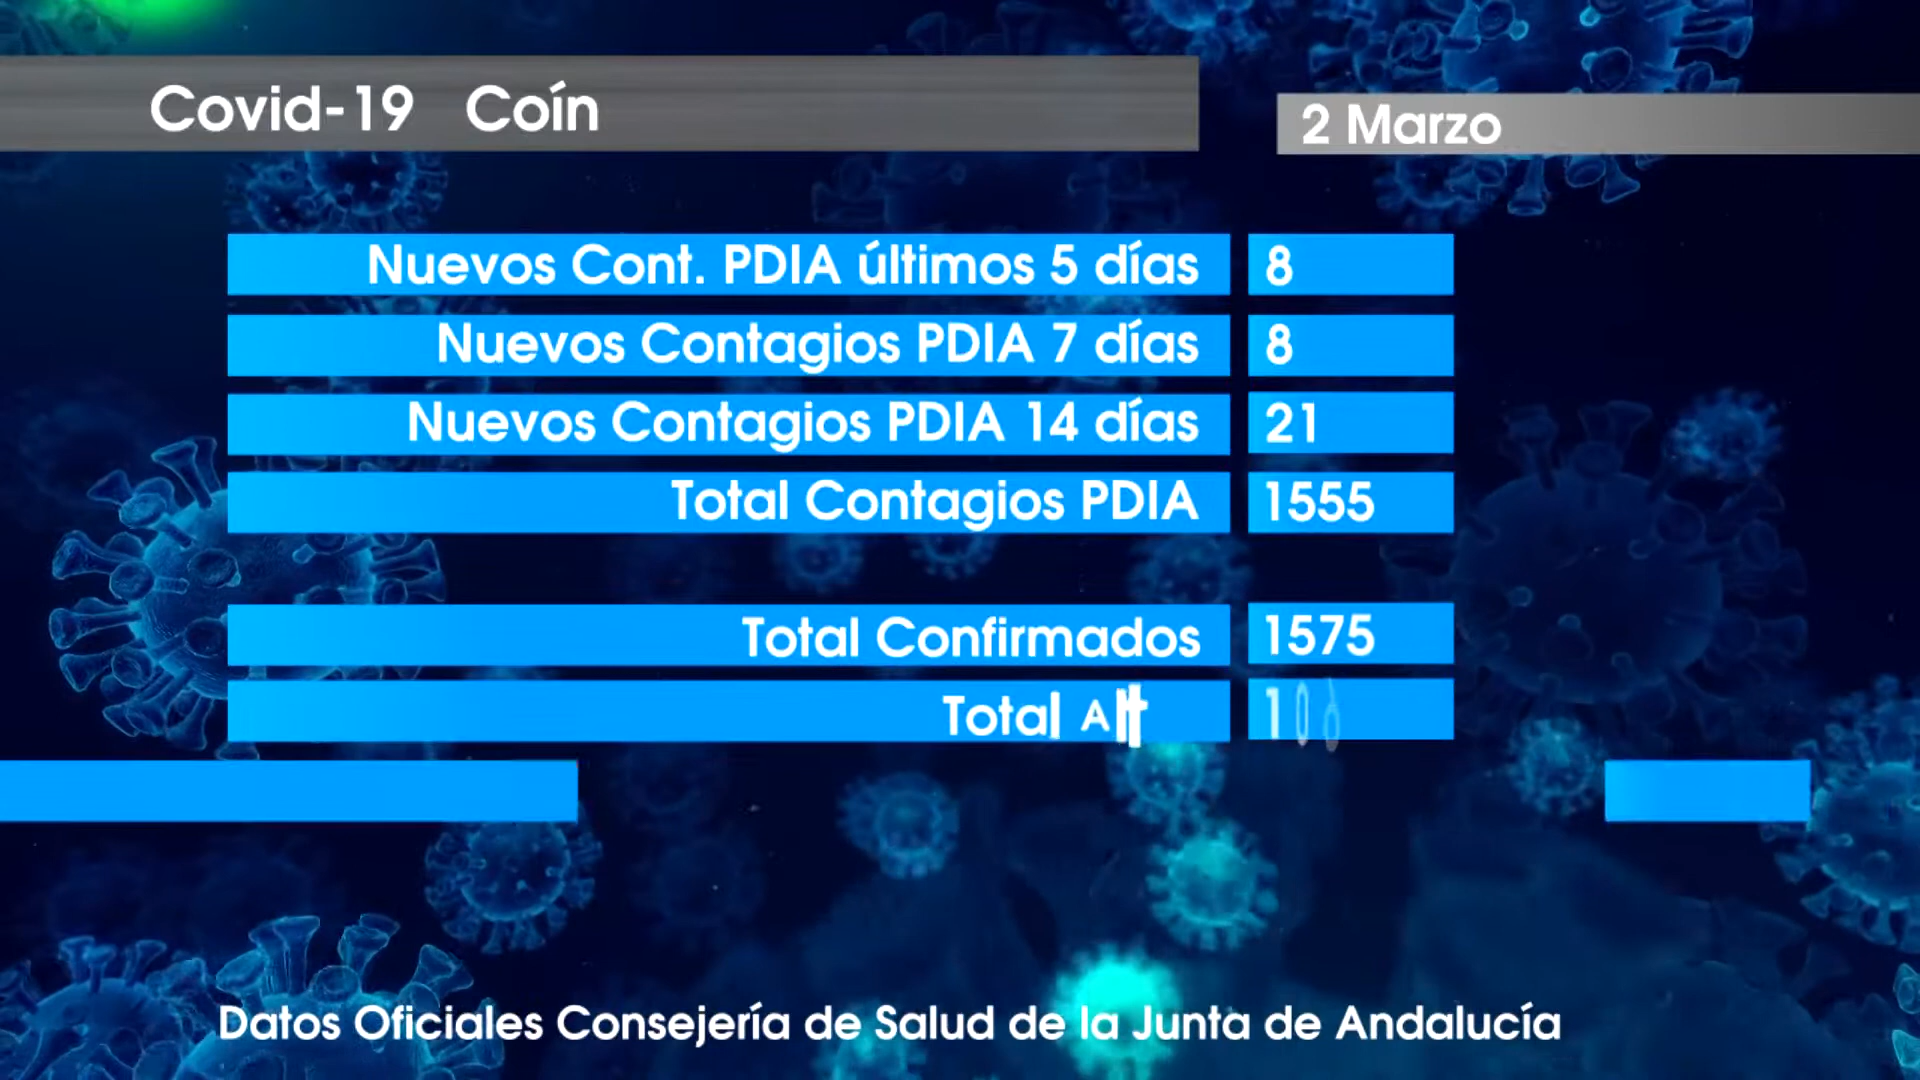 Covid-19 Coín
2 Marzo
Nuevos Cont. PDIA últimos 5 días 8
Nuevos Contagios PDIA 7 días 8
Nuevos Contagios PDIA 14 días 21
Total Contagios PDIA 1555
Total Confirmados 1575
Total
Datos Oficiales Consejería de Salud de la Junta de Andalucía